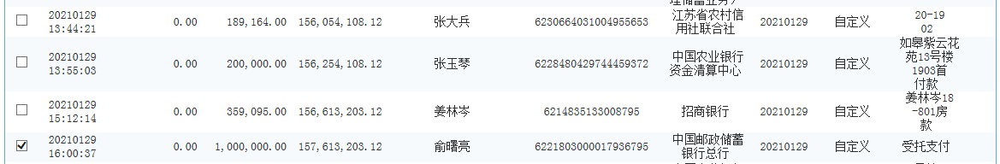 20210129 13:44:21 0.00 189,164.00 156,054,108.12 张大兵 6230664031004955653 江苏省农村信用社联合社 20210129 自定义 20-1902
20210129 13:55:03 0.00 200,000.00 156,254,108.12 张玉琴 6228480429744459372 中国农业银行资金清算中心 20210129 自定义 如皋紫云花苑13号楼1903首付款
20210129 15:12:14 0.00 359,095.00 156,613,203.12 姜林岑 6214835133008795 招商银行 20210129 自定义 姜林岑18-801房款
20210129 16:00:37 0.00 1,000,000.00 157,613,203.12 俞曙亮 6221803000017936795 中国邮政储蓄银行总行 20210129 自定义 受托支付